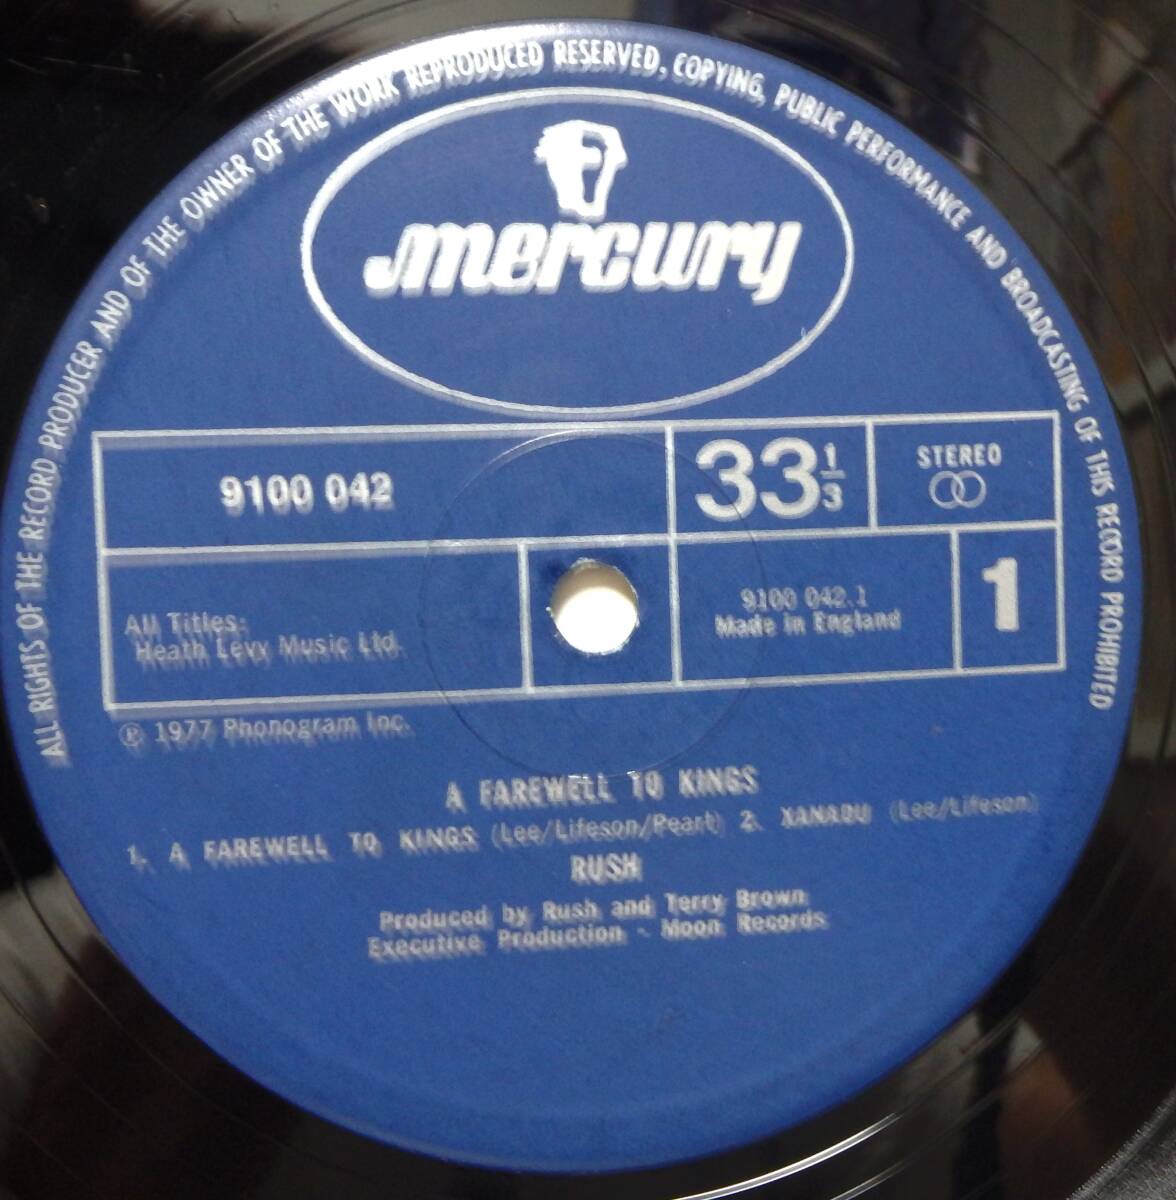 ALL RIGHTS OF THE RECORD PRODUCER AND OF THE OWNER OF THE WORK REPRODUCED RESERVED. COPYING, PUBLIC PERFORMANCE AND BROADCASTING OF THIS RECORD PROHIBITED
mercury
9100 042
33 1/3
STEREO
All Titles:
Heath Levy Music Ltd.
9100 042.1
Made in England
1
℗ 1977 Phonogram Inc.
A FAREWELL TO KINGS
1. A FAREWELL TO KINGS (Lee/Lifeson/Peart) 2. XANADU (Lee/Lifeson)
RUSH
Produced by Rush and Terry Brown
Executive Production - Moon Records